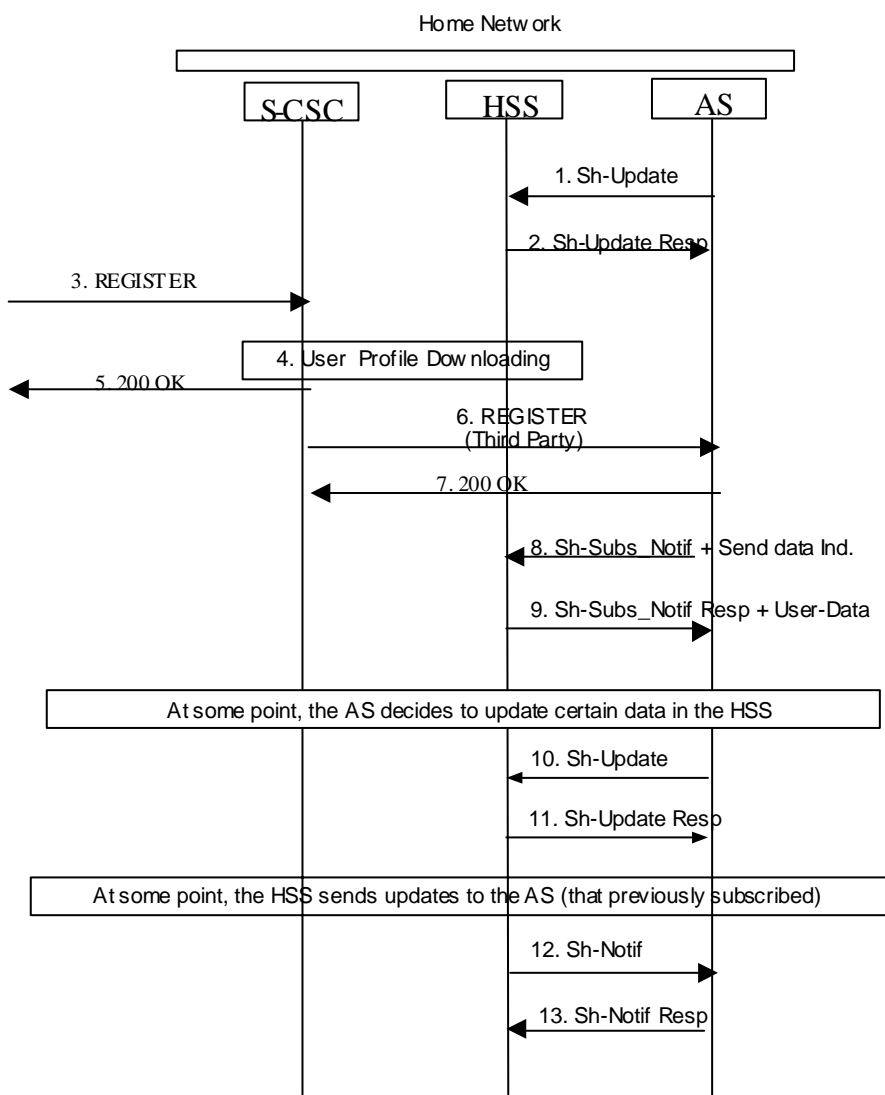 Home Network
S-CSC
HSS
AS
1. Sh-Update
2. Sh-Update Resp
3. REGISTER
4. User Profile Downloading
5. 200 OK
6. REGISTER
(Third Party)
7. 200 OK
8. Sh-Subs_Notif + Send data Ind.
9. Sh-Subs_Notif Resp + User-Data
At some point, the AS decides to update certain data in the HSS
10. Sh-Update
11. Sh-Update Resp
At some point, the HSS sends updates to the AS (that previously subscribed)
12. Sh-Notif
13. Sh-Notif Resp